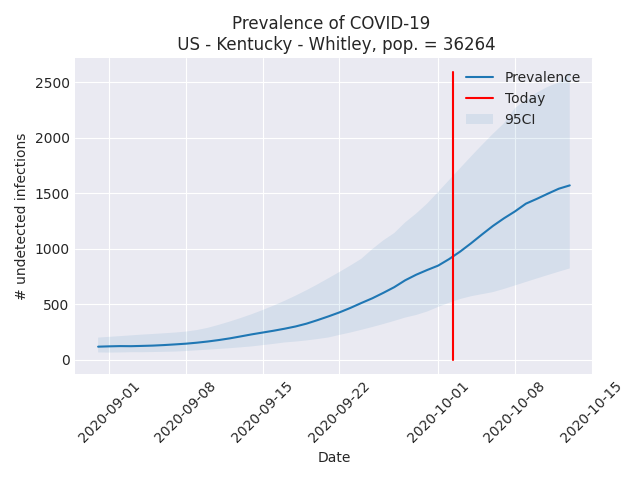 Prevalence of COVID-19
US - Kentucky - Whitley, pop. = 36264
Prevalence
Today
95CI
2500
2000
1500
1000
500
0
# undetected infections
2020-09-01
2020-09-08
2020-09-15
2020-09-22
2020-10-01
2020-10-08
2020-10-15
Date